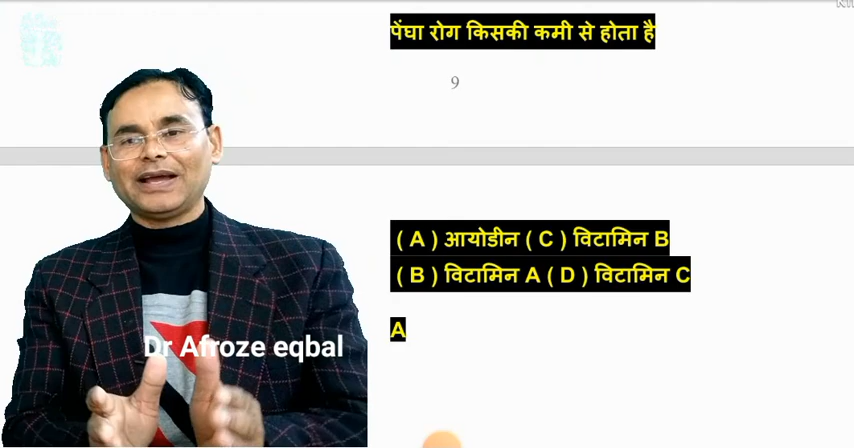 पेंघा रोग किसकी कमी से होता है
9
( A ) आयोडीन ( C ) विटामिन B
( B ) विटामिन A ( D ) विटामिन C
A
Dr Afroze eqbal